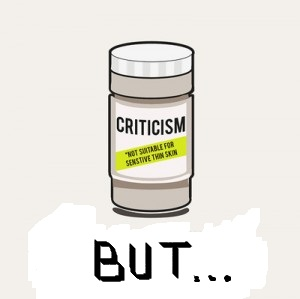 CRITICISM
*NOT SUITABLE FOR
SENSTIVE THIN SKIN
BUT...